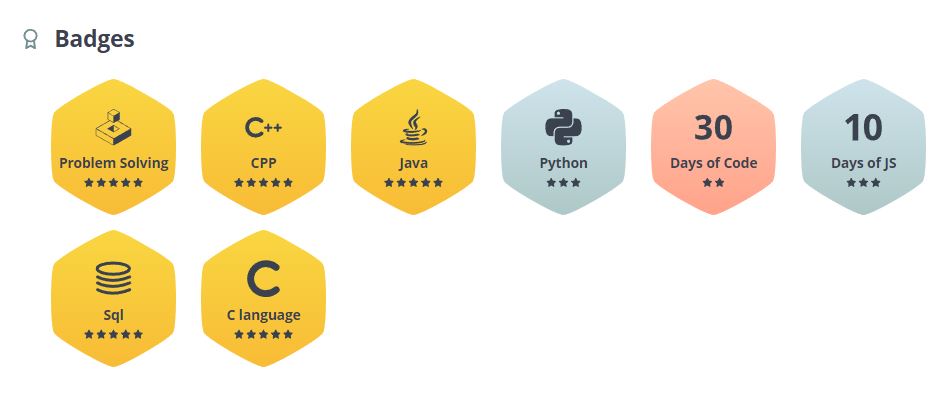 Badges
C++
30
10
Problem Solving
CPP
Java
Python
Days of Code
Days of JS
C
Sql
C language